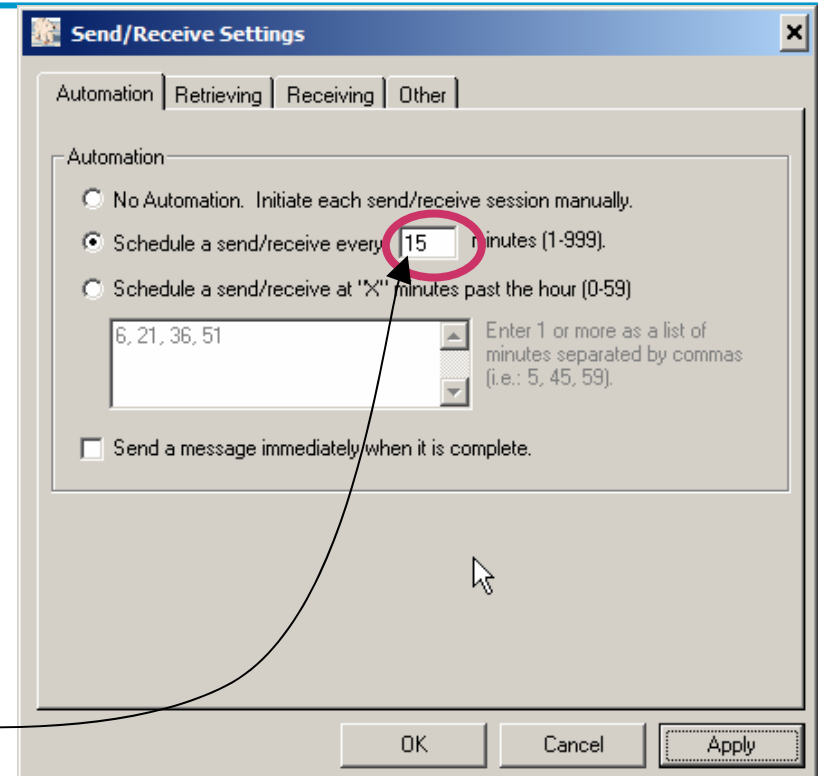 Send/Receive Settings
Automation Retrieving Receiving Other
Automation
No Automation. Initiate each send/receive session manually.
Schedule a send/receive every 15 minutes (1-999).
Schedule a send/receive at "X" minutes past the hour (0-59)
6, 21, 36, 51
Enter 1 or more as a list of
minutes separated by commas
(i.e.: 5, 45, 59).
Send a message immediately when it is complete.
OK Cancel Apply